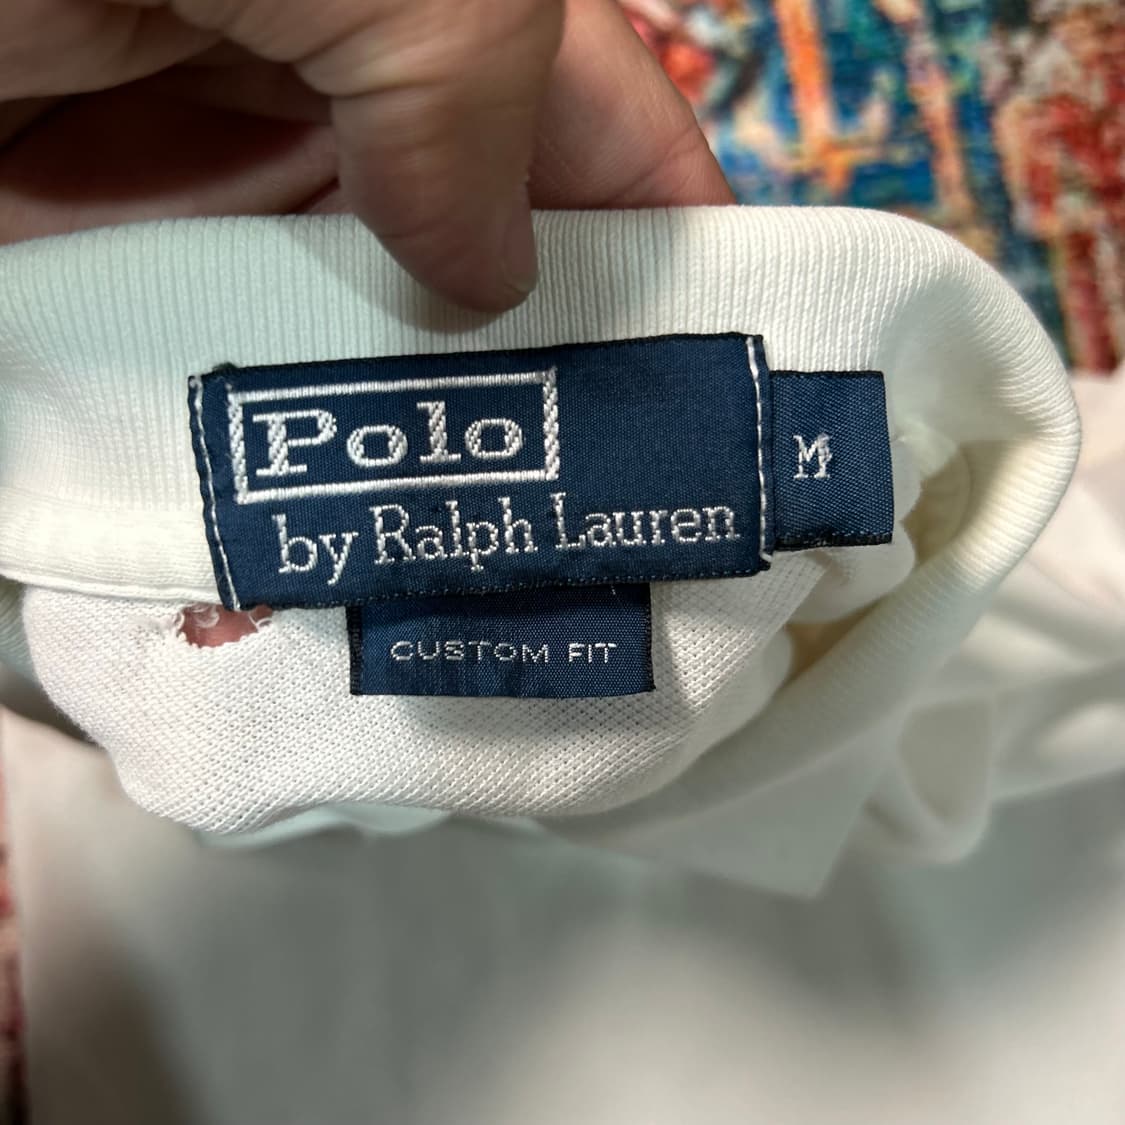 Polo
by Ralph Lauren
M
CUSTOM FIT